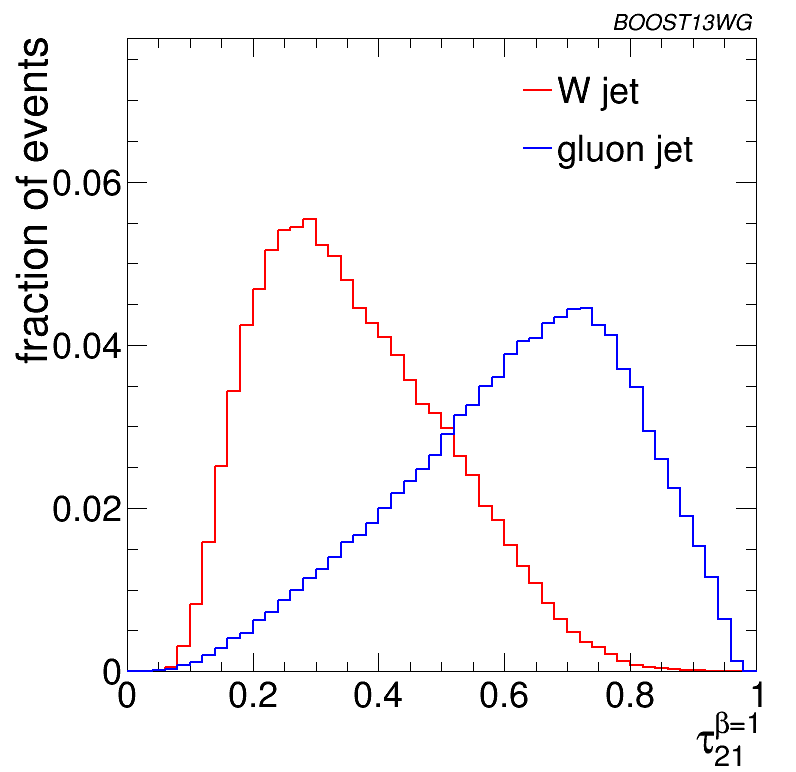 BOOST13WG
fraction of events
W jet
gluon jet
0.06
0.04
0.02
0
0 0.2 0.4 0.6 0.8 1
τ₂₁^β=1